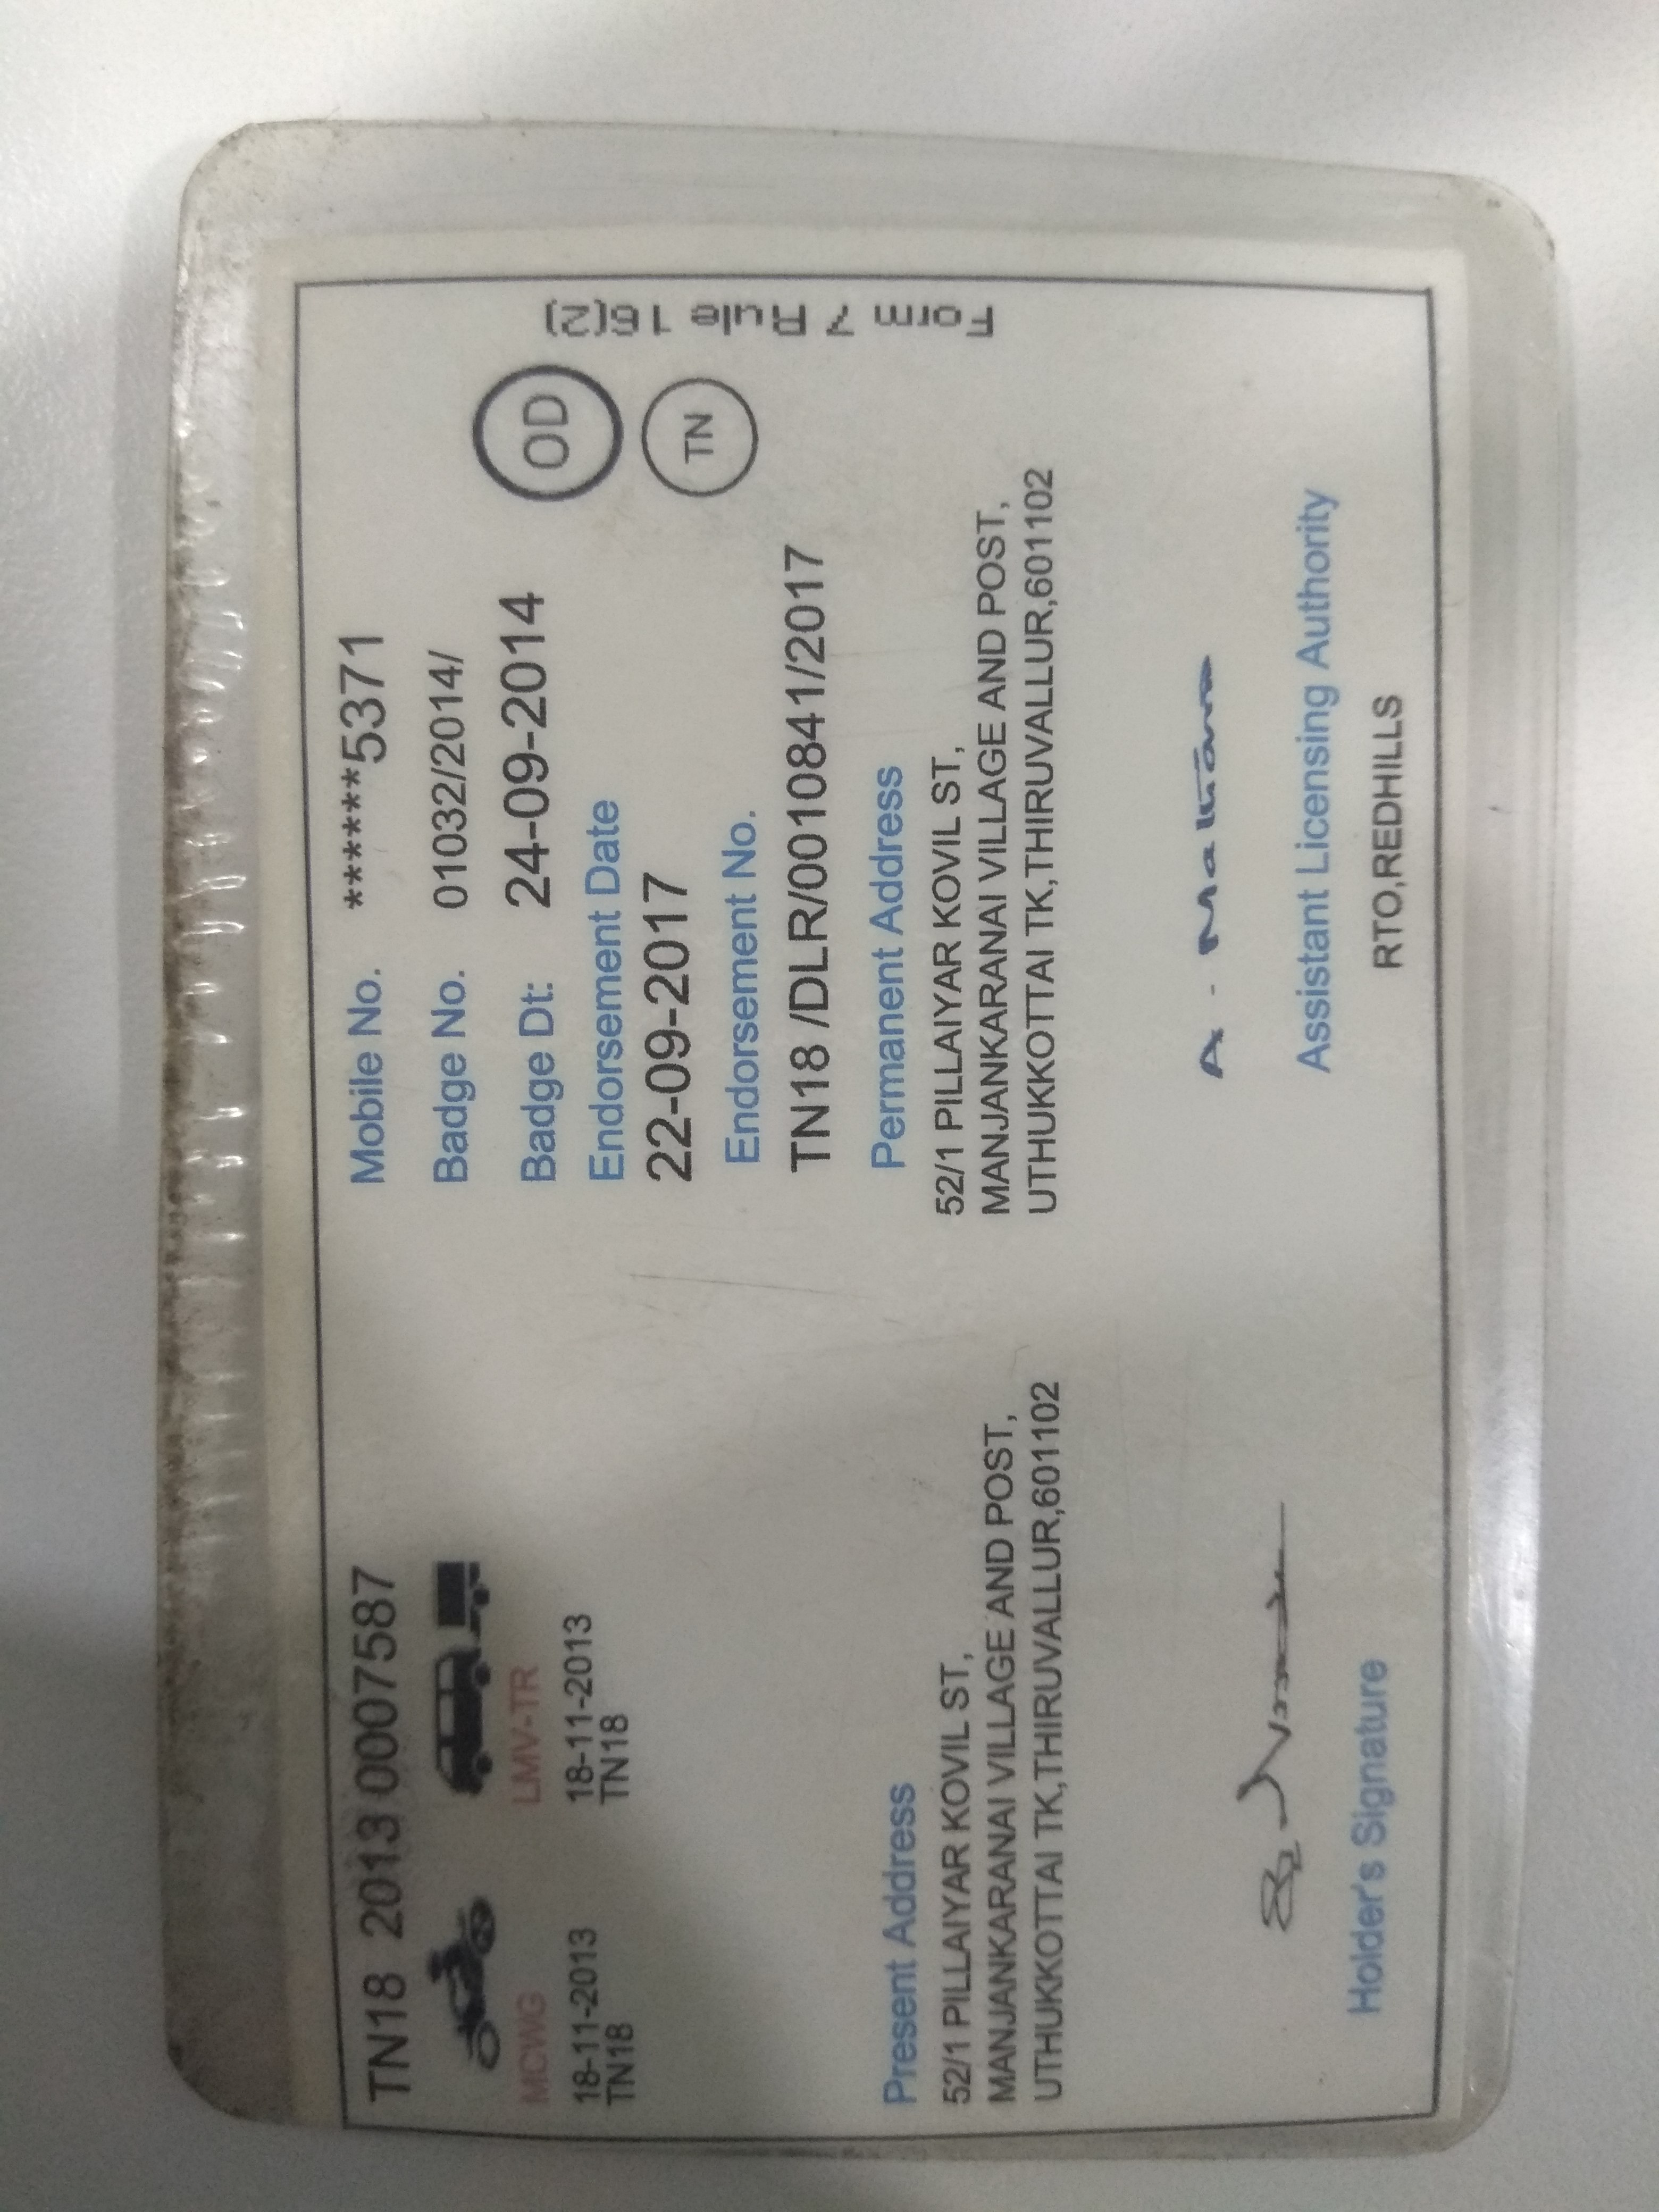 TN18 2013 0007587
MCWG
18-11-2013
TN18
LMV-TR
18-11-2013
TN18
Mobile No. ******5371
Badge No. 01032/2014/
Badge Dt: 24-09-2014
Endorsement Date
22-09-2017
Endorsement No.
TN18 /DLR/0010841/2017
OD
TN
Form 7 Rule 16(2)
Present Address
52/1 PILLAIYAR KOVIL ST,
MANJANKARANAI VILLAGE AND POST,
UTHUKKOTTAI TK,THIRUVALLUR,601102
Permanent Address
52/1 PILLAIYAR KOVIL ST,
MANJANKARANAI VILLAGE AND POST,
UTHUKKOTTAI TK,THIRUVALLUR,601102
Holder's Signature
Assistant Licensing Authority
RTO,REDHILLS